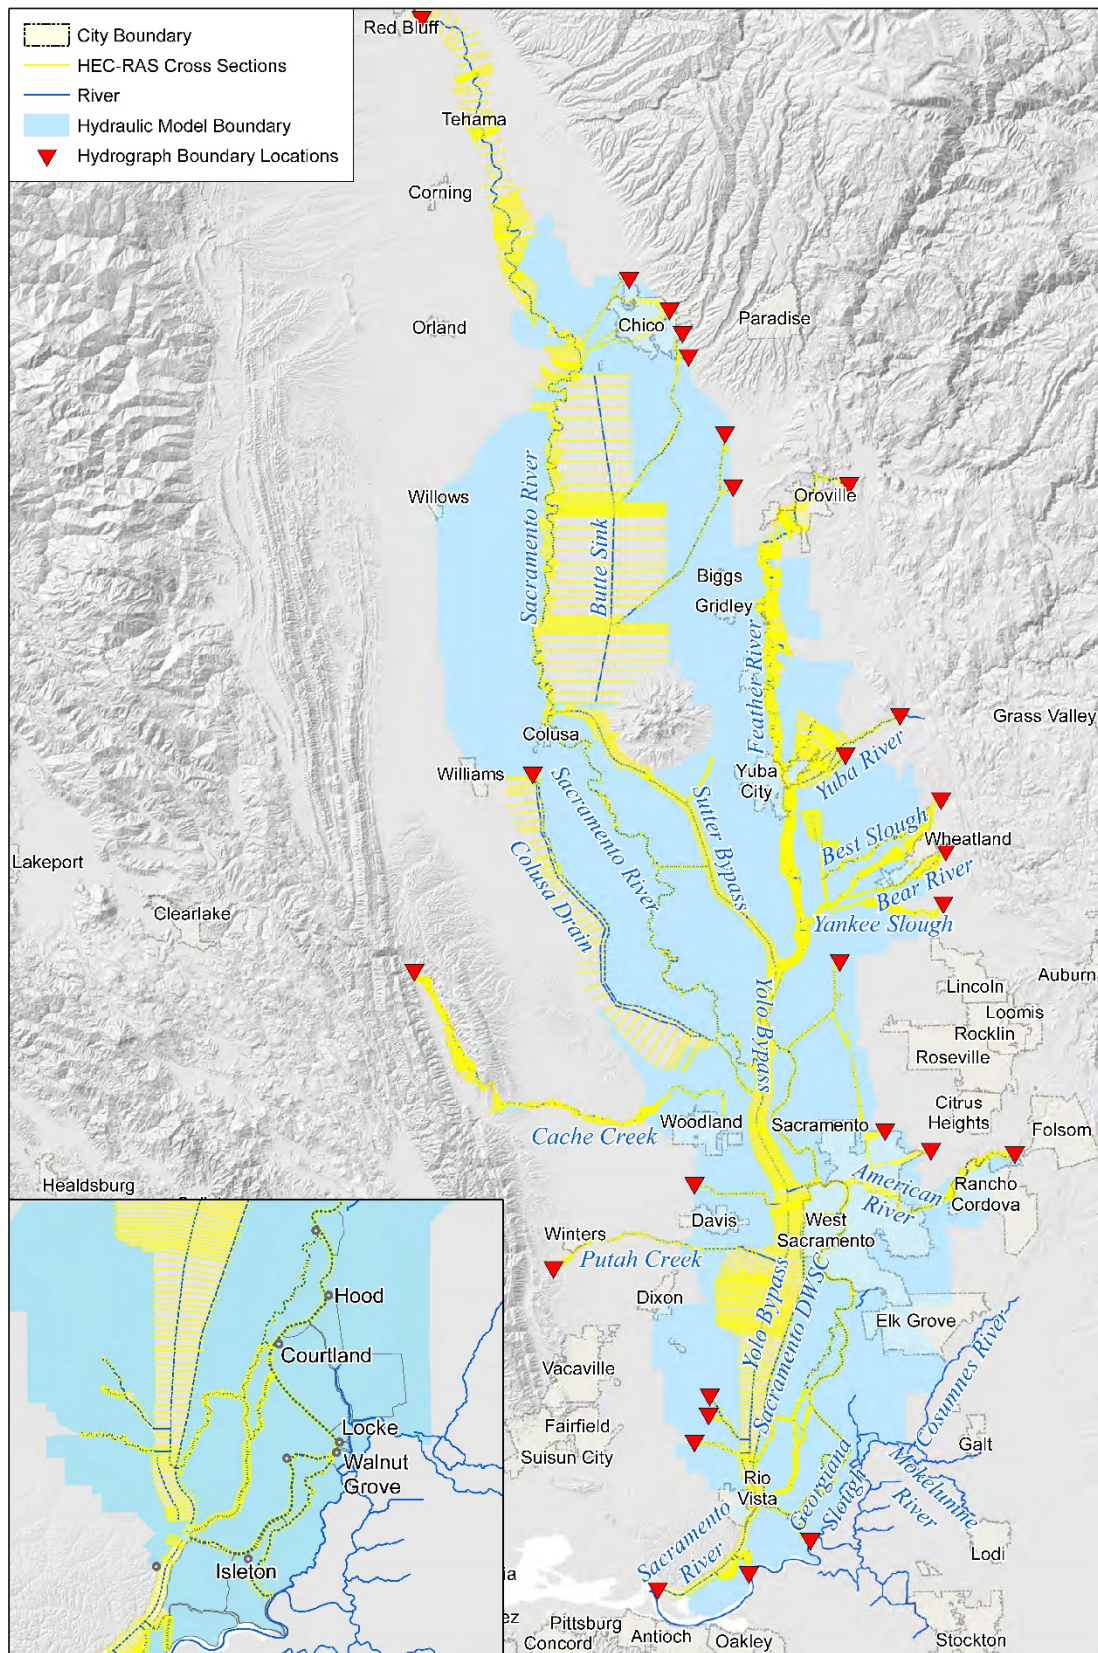 City Boundary
HEC-RAS Cross Sections
River
Hydraulic Model Boundary
Hydrograph Boundary Locations
Red Bluff
Tehama
Corning
Orland
Chico
Paradise
Willows
Sacramento River
Butte Sink
Oroville
Biggs
Gridley
Feather River
Colusa
Williams
Grass Valley
Yuba
City
Yuba River
Sacramento River
Sutter Bypass
Best Slough
Wheatland
Bear River
Yankee Slough
Colusa Drain
Lakeport
Clearlake
Auburn
Lincoln
Loomis
Rocklin
Roseville
Yolo Bypass
Citrus
Heights
Folsom
Woodland
Sacramento
Cache Creek
American
River
Rancho
Cordova
Healdsburg
Davis
West
Sacramento
Winters
Putah Creek
Dixon
Elk Grove
Yolo Bypass
Sacramento DWSC
Cosumnes River
Vacaville
Fairfield
Suisun City
Galt
Mokelumne
River
Rio
Vista
Georgiana
Slough
Sacramento
River
Lodi
ia
ez
Pittsburg
Concord
Antioch
Oakley
Stockton
Hood
Courtland
Locke
Walnut
Grove
Isleton